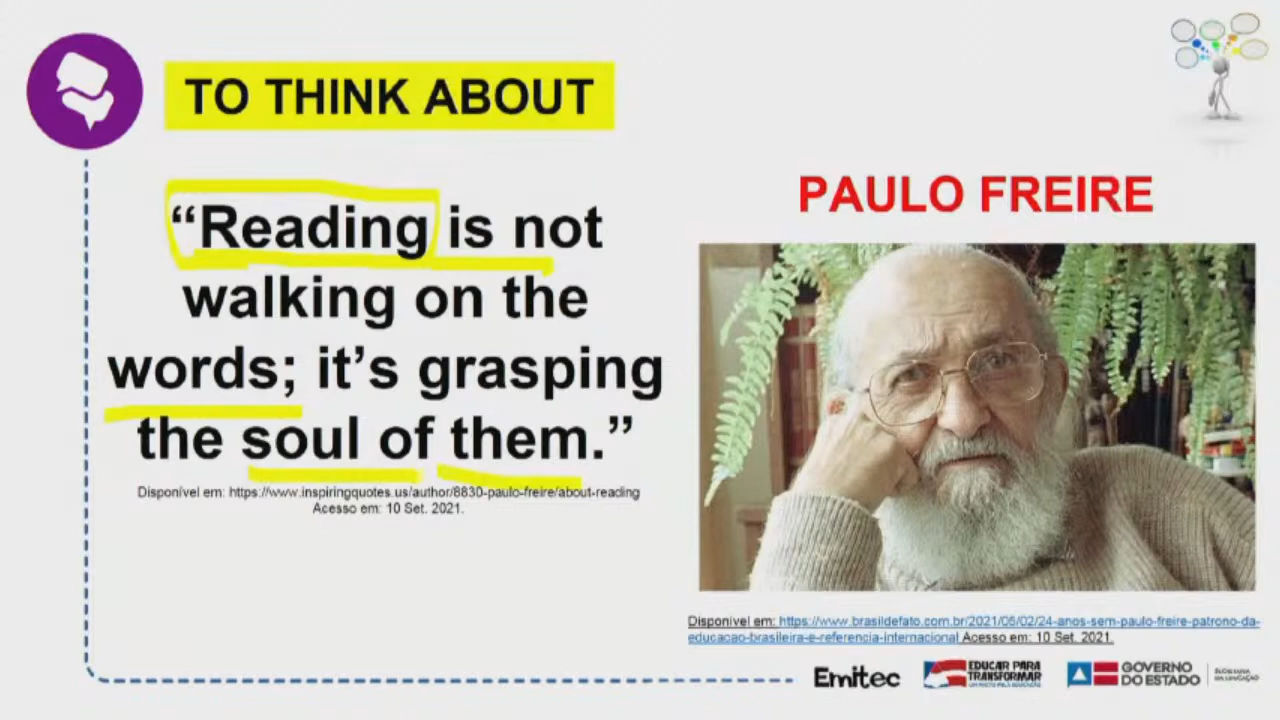 TO THINK ABOUT
“Reading is not
walking on the
words; it’s grasping
the soul of them.”
Disponível em: https://www.inspiringquotes.us/author/8830-paulo-freire/about-reading
Acesso em: 10 Set. 2021.
PAULO FREIRE
Disponível em: https://www.brasildefato.com.br/2021/05/02/24-anos-sem-paulo-freire-patrono-da-
educacao-brasileira-e-referencia-internacional Acesso em: 10 Set. 2021.
Emitec
EDUCAR PARA
TRANSFORMAR
GOVERNO
DO ESTADO
SECRETARIA
DA EDUCAÇÃO